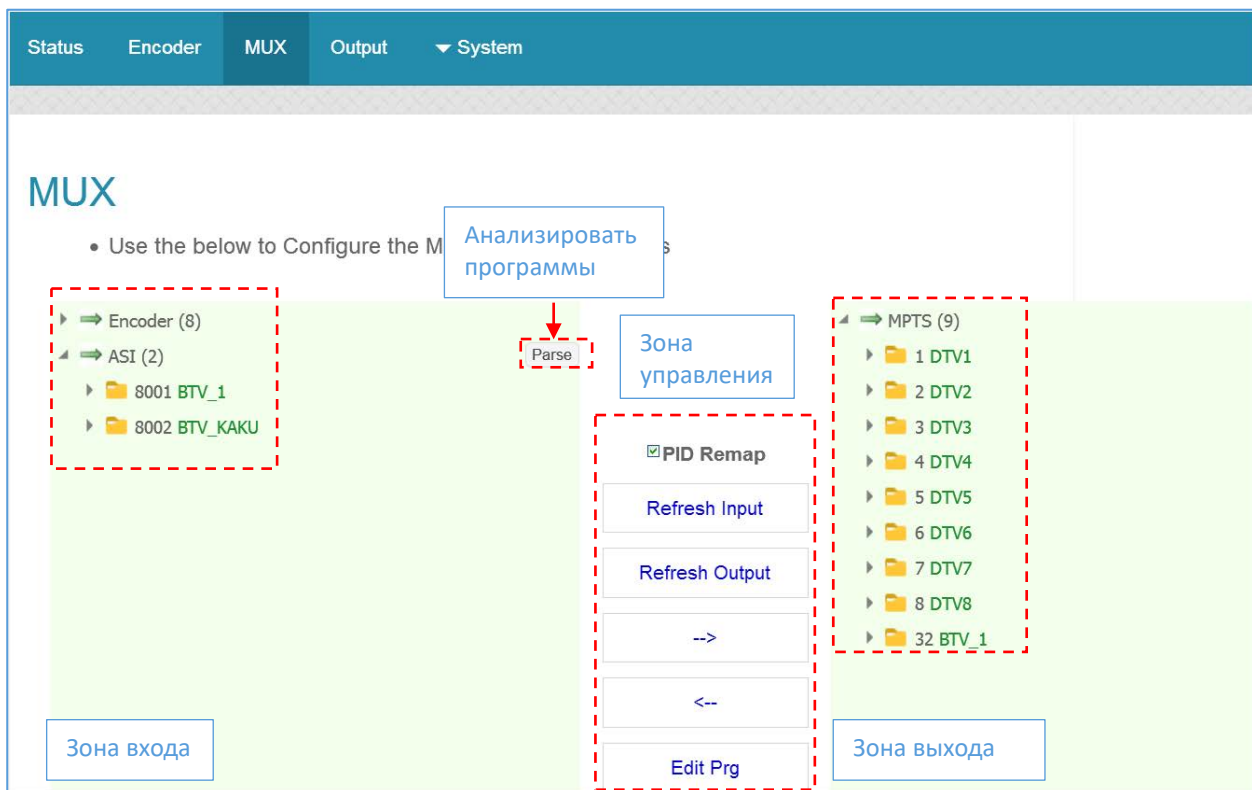 Status Encoder MUX Output System
MUX
• Use the below to Configure the M s
Анализировать
программы
Encoder (8)
ASI (2)
8001 BTV_1
8002 BTV_KAKU
Parse
Зона
управления
PID Remap
Refresh Input
Refresh Output
-->
<--
Edit Prg
MPTS (9)
1 DTV1
2 DTV2
3 DTV3
4 DTV4
5 DTV5
6 DTV6
7 DTV7
8 DTV8
32 BTV_1
Зона входа
Зона выхода